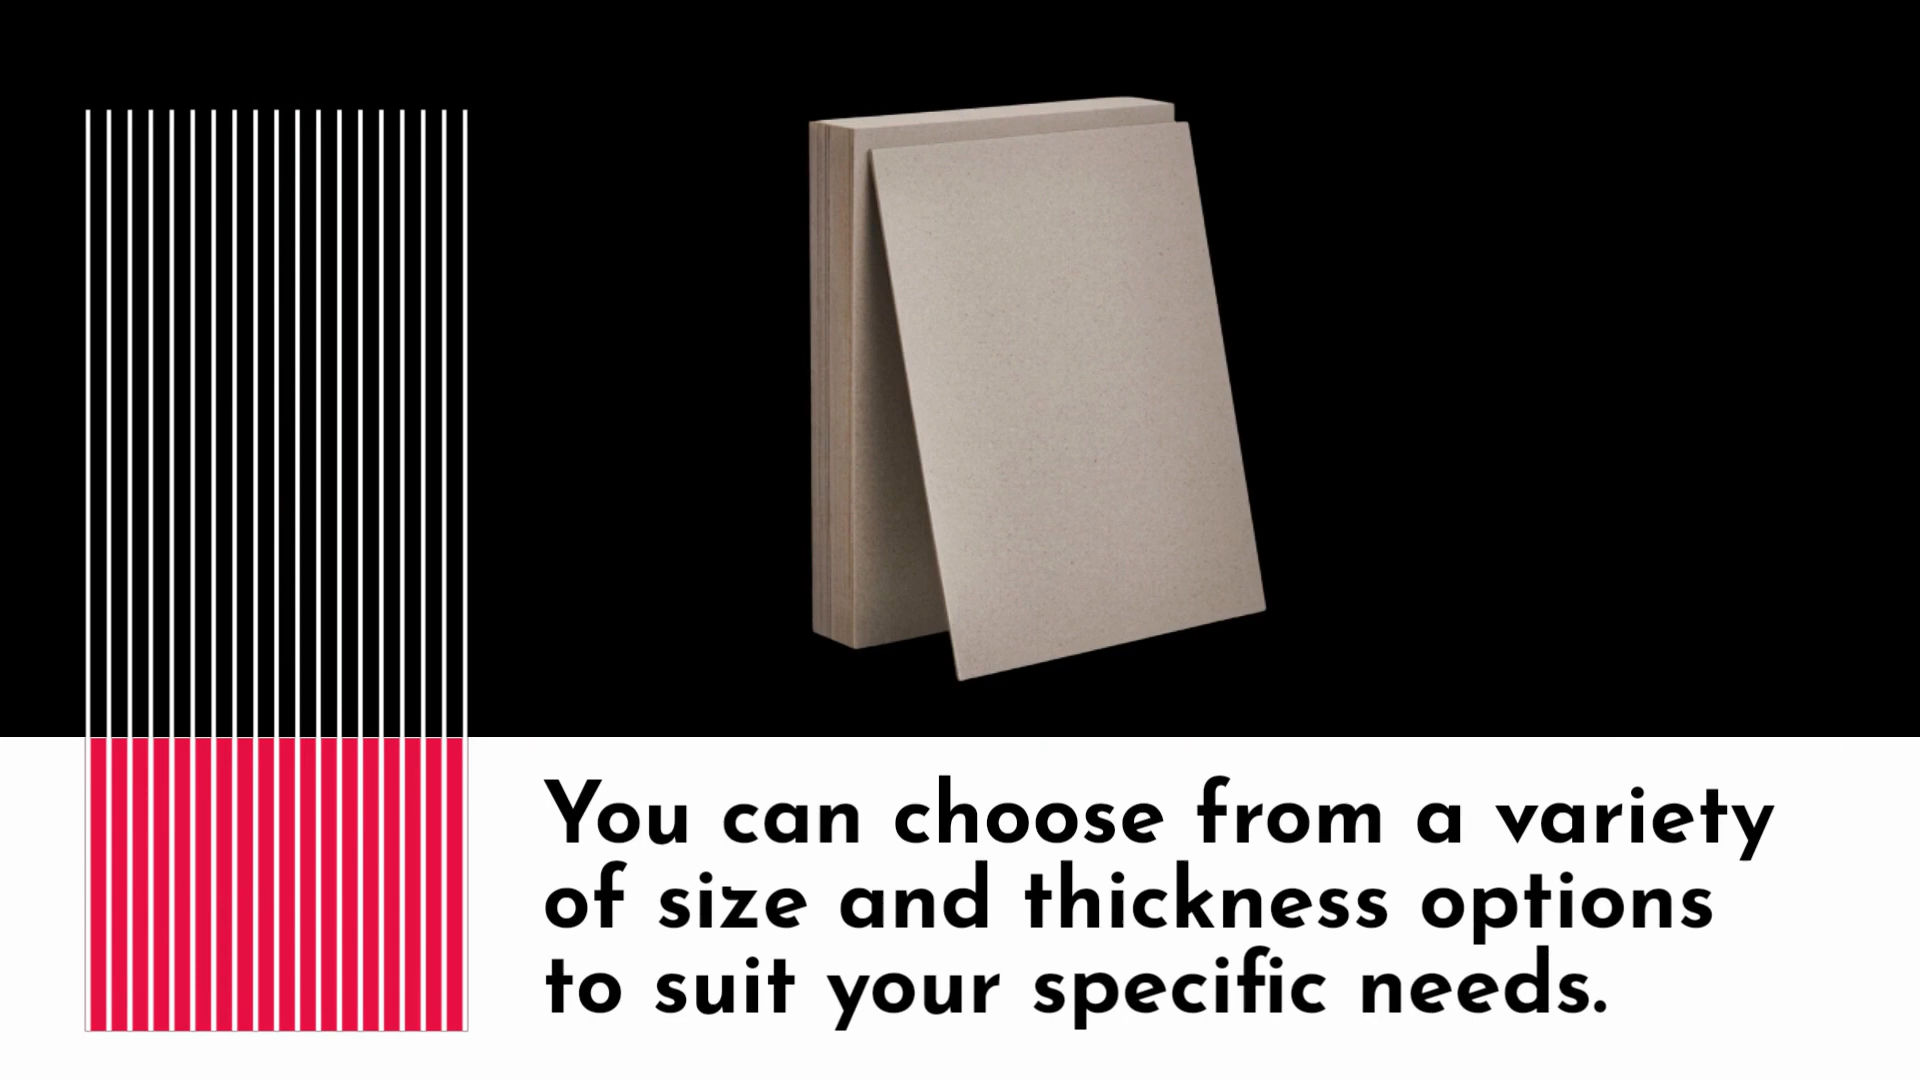 You can choose from a variety
of size and thickness options
to suit your specific needs.